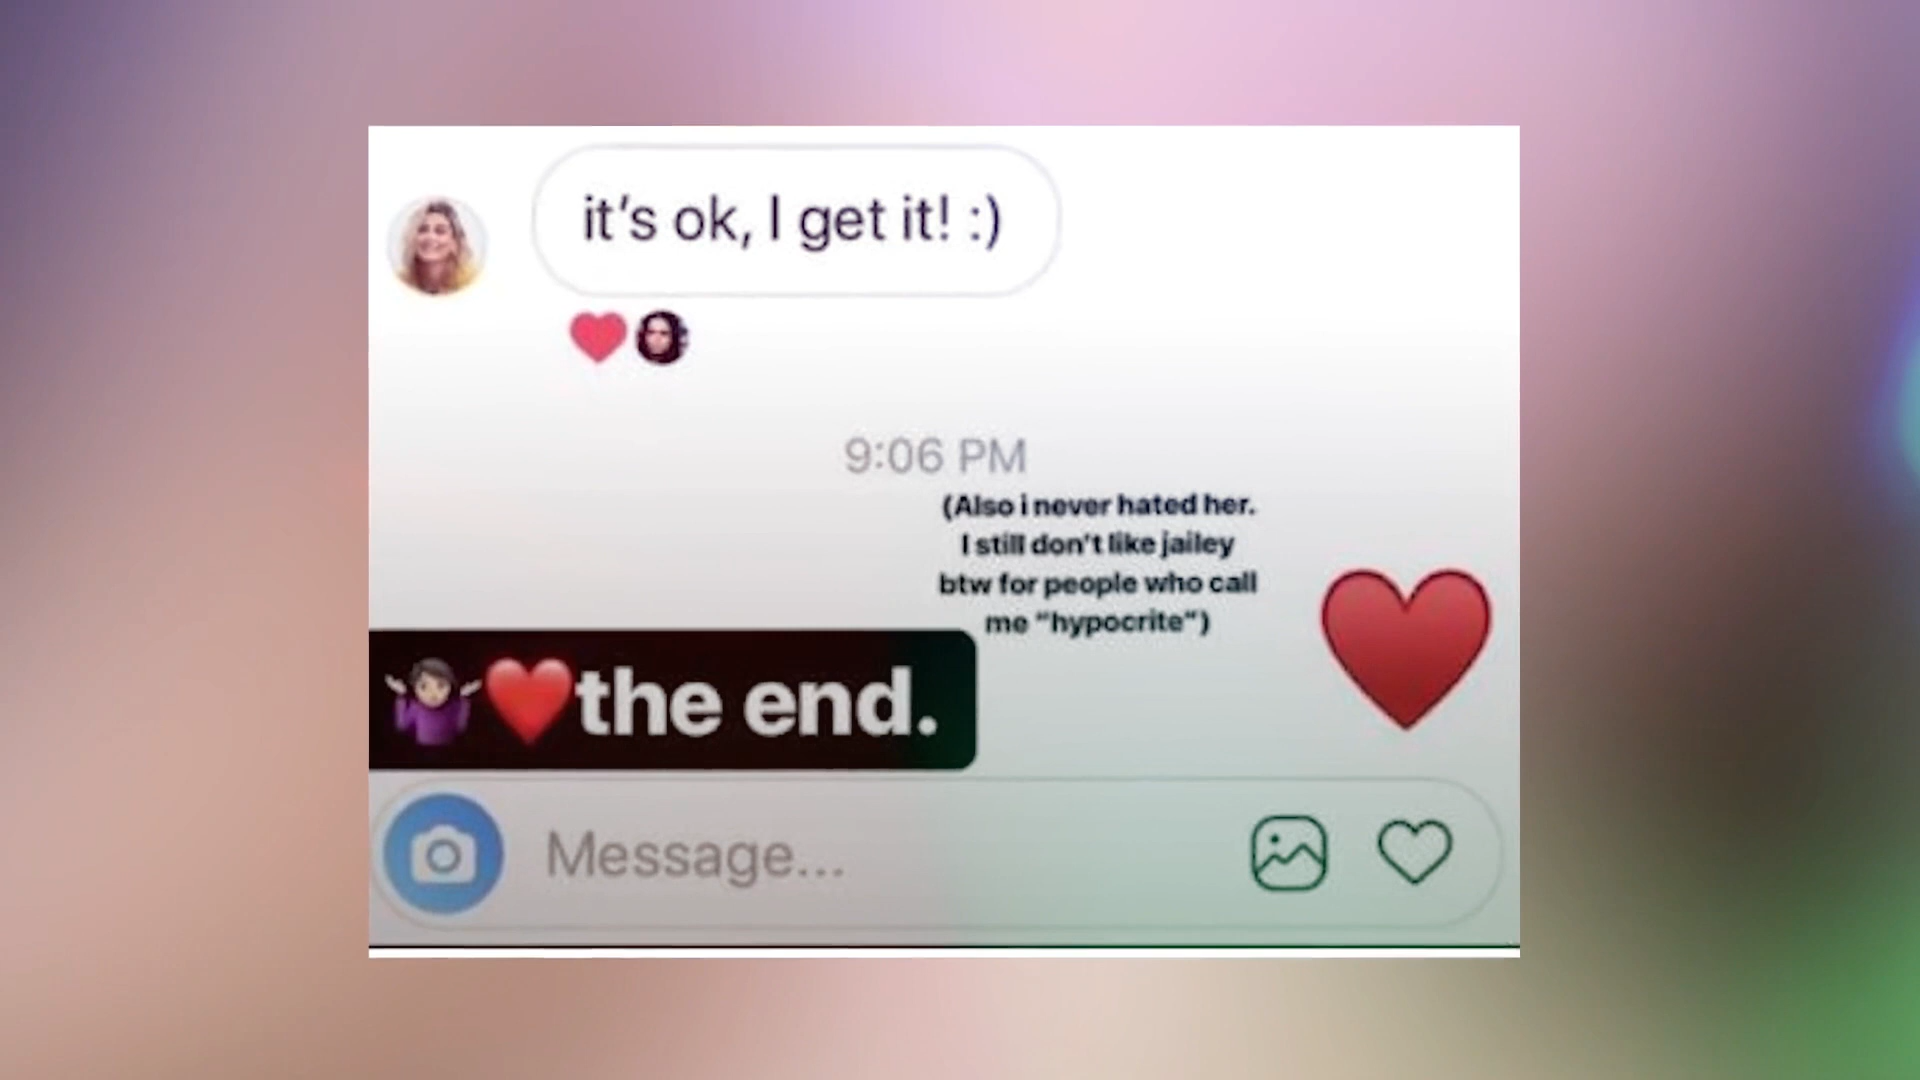 it's ok, I get it! :)
9:06 PM
(Also i never hated her.
I still don't like jailey
btw for people who call
me "hypocrite")
the end.
Message...